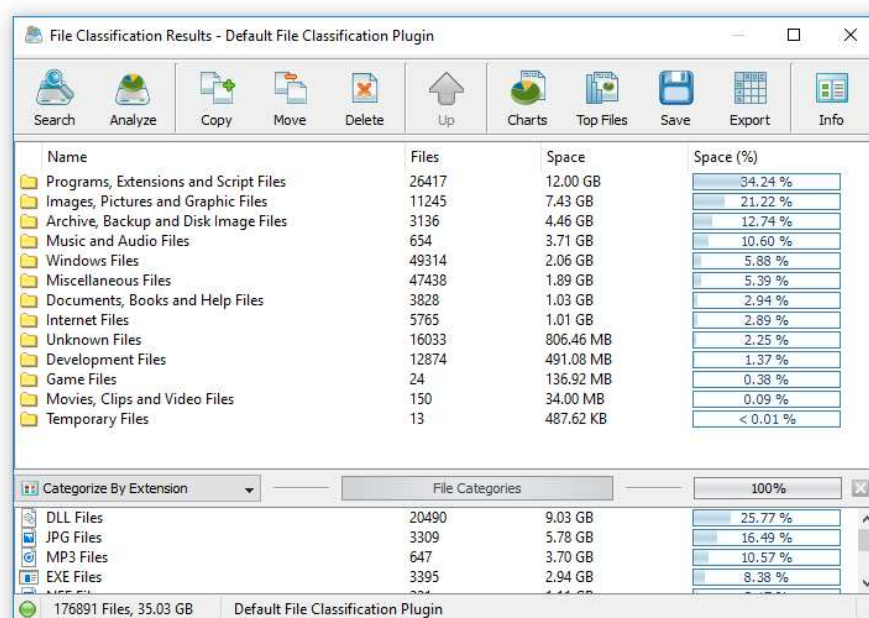 File Classification Results - Default File Classification Plugin
Search Analyze Copy Move Delete Up Charts Top Files Save Export Info
Name Files Space Space (%)
Programs, Extensions and Script Files 26417 12.00 GB 34.24 %
Images, Pictures and Graphic Files 11245 7.43 GB 21.22 %
Archive, Backup and Disk Image Files 3136 4.46 GB 12.74 %
Music and Audio Files 654 3.71 GB 10.60 %
Windows Files 49314 2.06 GB 5.88 %
Miscellaneous Files 47438 1.89 GB 5.39 %
Documents, Books and Help Files 3828 1.03 GB 2.94 %
Internet Files 5765 1.01 GB 2.89 %
Unknown Files 16033 806.46 MB 2.25 %
Development Files 12874 491.08 MB 1.37 %
Game Files 24 136.92 MB 0.38 %
Movies, Clips and Video Files 150 34.00 MB 0.09 %
Temporary Files 13 487.62 KB < 0.01 %
Categorize By Extension File Categories 100%
DLL Files 20490 9.03 GB 25.77 %
JPG Files 3309 5.78 GB 16.49 %
MP3 Files 647 3.70 GB 10.57 %
EXE Files 3395 2.94 GB 8.38 %
176891 Files, 35.03 GB Default File Classification Plugin